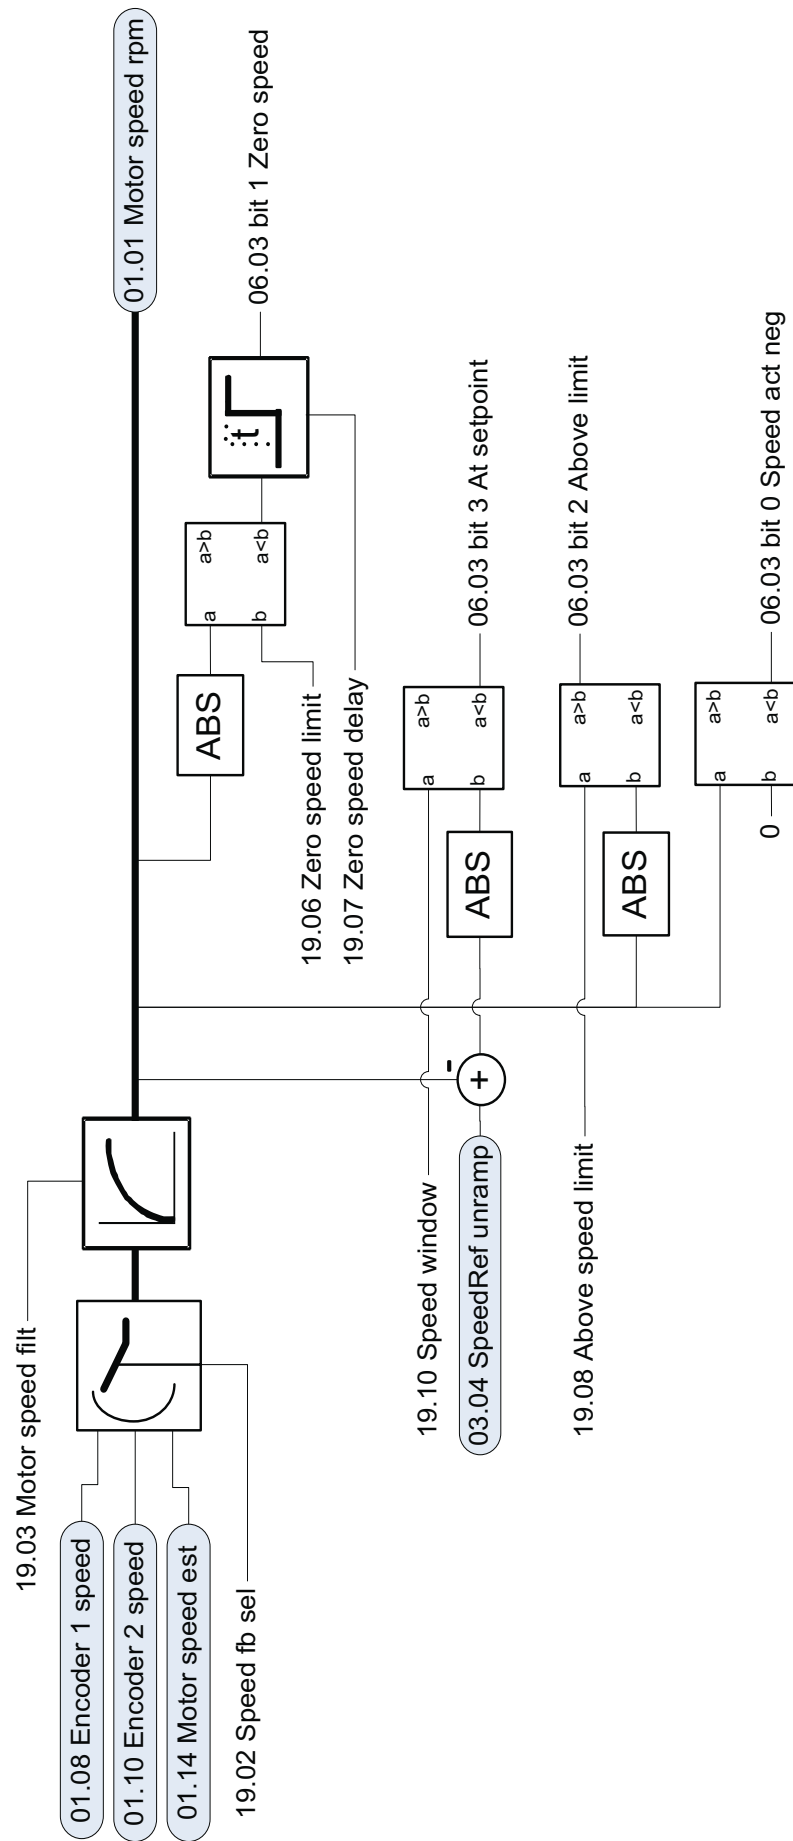 19.03 Motor speed filt
01.08 Encoder 1 speed
01.10 Encoder 2 speed
01.01 Motor speed rpm
01.14 Motor speed est
19.02 Speed fb sel
ABS
a a>b
b a<b
t
06.03 bit 1 Zero speed
19.06 Zero speed limit
19.07 Zero speed delay
19.10 Speed window
a a>b
-
03.04 SpeedRef unramp
+
ABS
b a<b
06.03 bit 3 At setpoint
19.08 Above speed limit
a a>b
06.03 bit 2 Above limit
ABS
b a<b
a a>b
0
b a<b
06.03 bit 0 Speed act neg